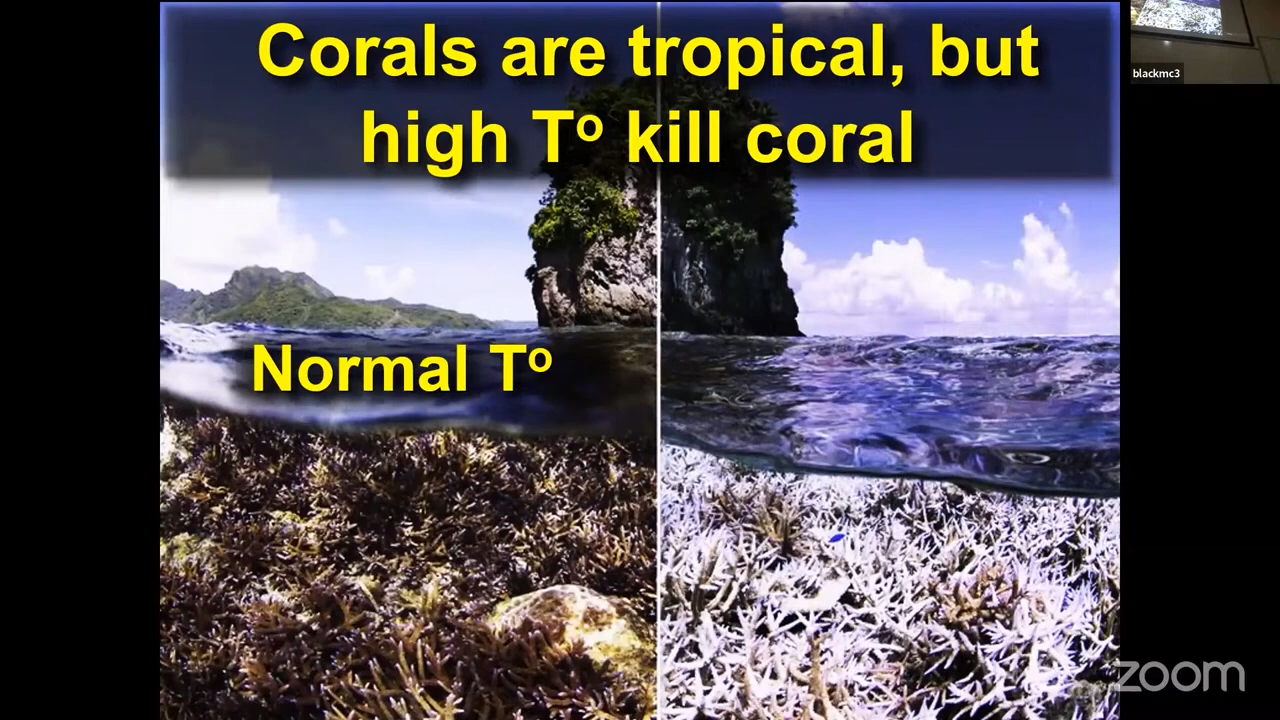 Corals are tropical, but
high Tº kill coral
Normal Tº
blackmc3
zoom